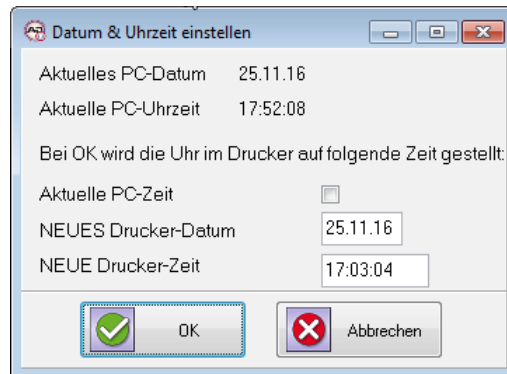 Datum & Uhrzeit einstellen
Aktuelles PC-Datum 25.11.16
Aktuelle PC-Uhrzeit 17:52:08
Bei OK wird die Uhr im Drucker auf folgende Zeit gestellt:
Aktuelle PC-Zeit
NEUES Drucker-Datum 25.11.16
NEUE Drucker-Zeit 17:03:04
OK Abbrechen